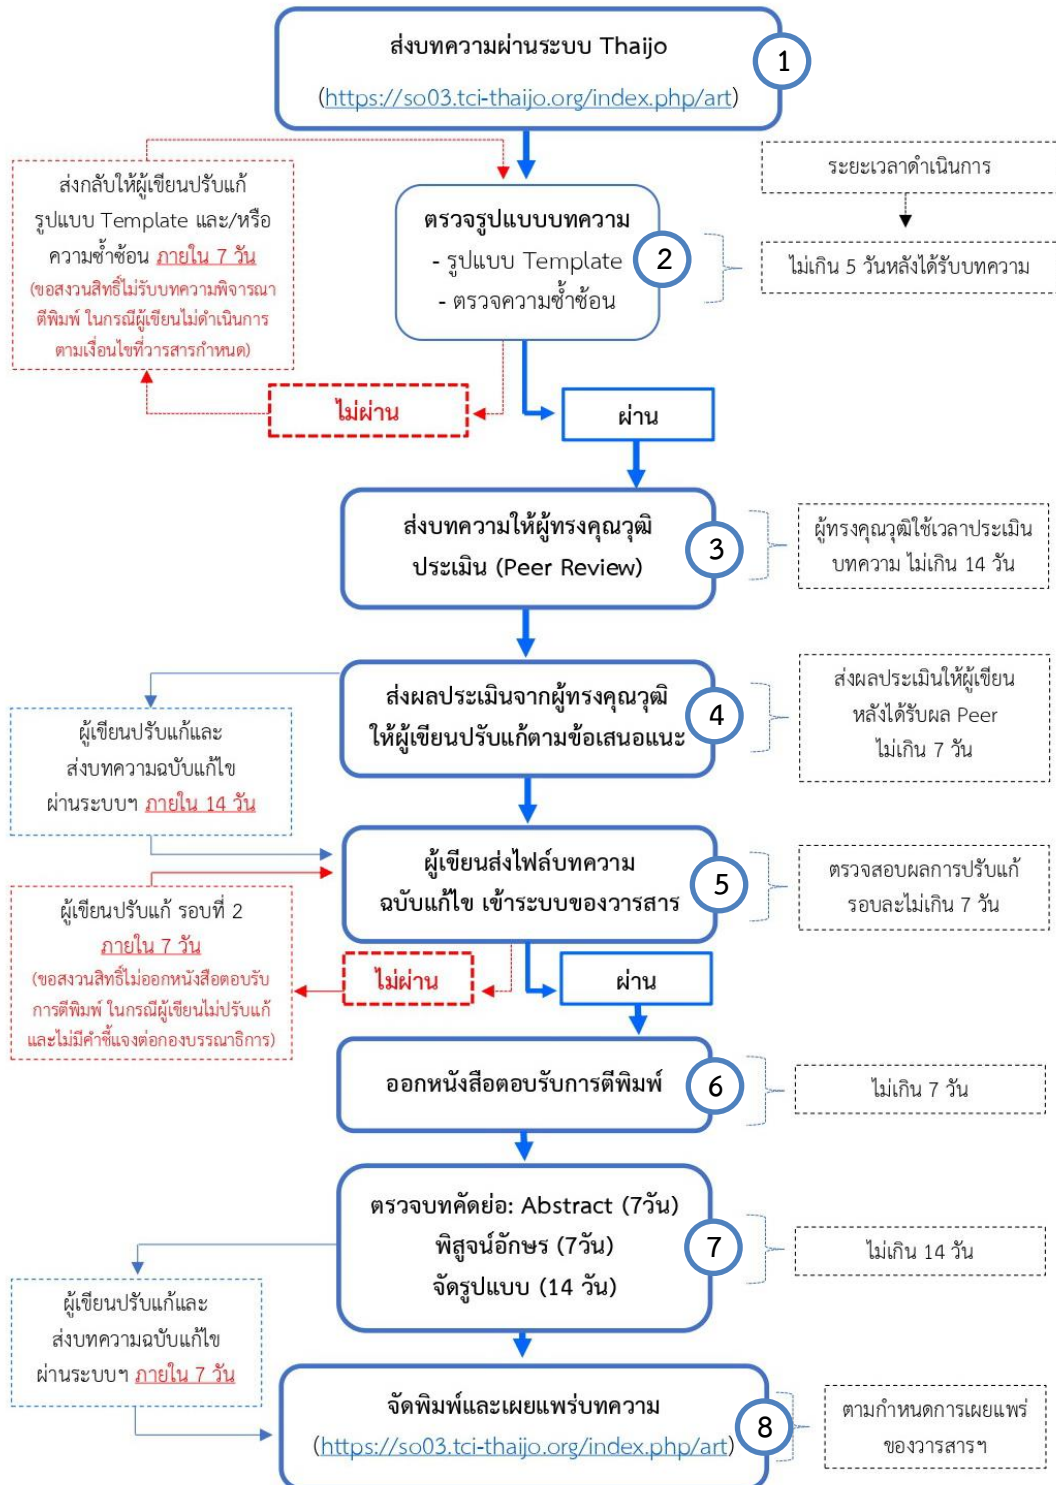 ส่งบทความผ่านระบบ Thaijo
(https://so03.tci-thaijo.org/index.php/art)
1
ส่งกลับให้ผู้เขียนปรับแก้
รูปแบบ Template และ/หรือ
ความซ้ำซ้อน ภายใน 7 วัน
(ขอสงวนสิทธิ์ไม่รับบทความพิจารณา
ตีพิมพ์ ในกรณีผู้เขียนไม่ดำเนินการ
ตามเงื่อนไขที่วารสารกำหนด)
ตรวจรูปแบบบทความ
- รูปแบบ Template
- ตรวจความซ้ำซ้อน
2
ระยะเวลาดำเนินการ
ไม่เกิน 5 วันหลังได้รับบทความ
ไม่ผ่าน
ผ่าน
ส่งบทความให้ผู้ทรงคุณวุฒิ
ประเมิน (Peer Review)
3
ผู้ทรงคุณวุฒิใช้เวลาประเมิน
บทความ ไม่เกิน 14 วัน
ส่งผลประเมินจากผู้ทรงคุณวุฒิ
ให้ผู้เขียนปรับแก้ตามข้อเสนอแนะ
4
ส่งผลประเมินให้ผู้เขียน
หลังได้รับผล Peer
ไม่เกิน 7 วัน
ผู้เขียนปรับแก้และ
ส่งบทความฉบับแก้ไข
ผ่านระบบฯ ภายใน 14 วัน
ผู้เขียนส่งไฟล์บทความ
ฉบับแก้ไข เข้าระบบของวารสาร
5
ตรวจสอบผลการปรับแก้
รอบละไม่เกิน 7 วัน
ผู้เขียนปรับแก้ รอบที่ 2
ภายใน 7 วัน
(ขอสงวนสิทธิ์ไม่ออกหนังสือตอบรับ
การตีพิมพ์ ในกรณีผู้เขียนไม่ปรับแก้
และไม่มีคำชี้แจงต่อกองบรรณาธิการ)
ไม่ผ่าน
ผ่าน
ออกหนังสือตอบรับการตีพิมพ์
6
ไม่เกิน 7 วัน
ตรวจบทคัดย่อ: Abstract (7วัน)
พิสูจน์อักษร (7วัน)
จัดรูปแบบ (14 วัน)
7
ไม่เกิน 14 วัน
ผู้เขียนปรับแก้และ
ส่งบทความฉบับแก้ไข
ผ่านระบบฯ ภายใน 7 วัน
จัดพิมพ์และเผยแพร่บทความ
(https://so03.tci-thaijo.org/index.php/art)
8
ตามกำหนดการเผยแพร่
ของวารสารฯ